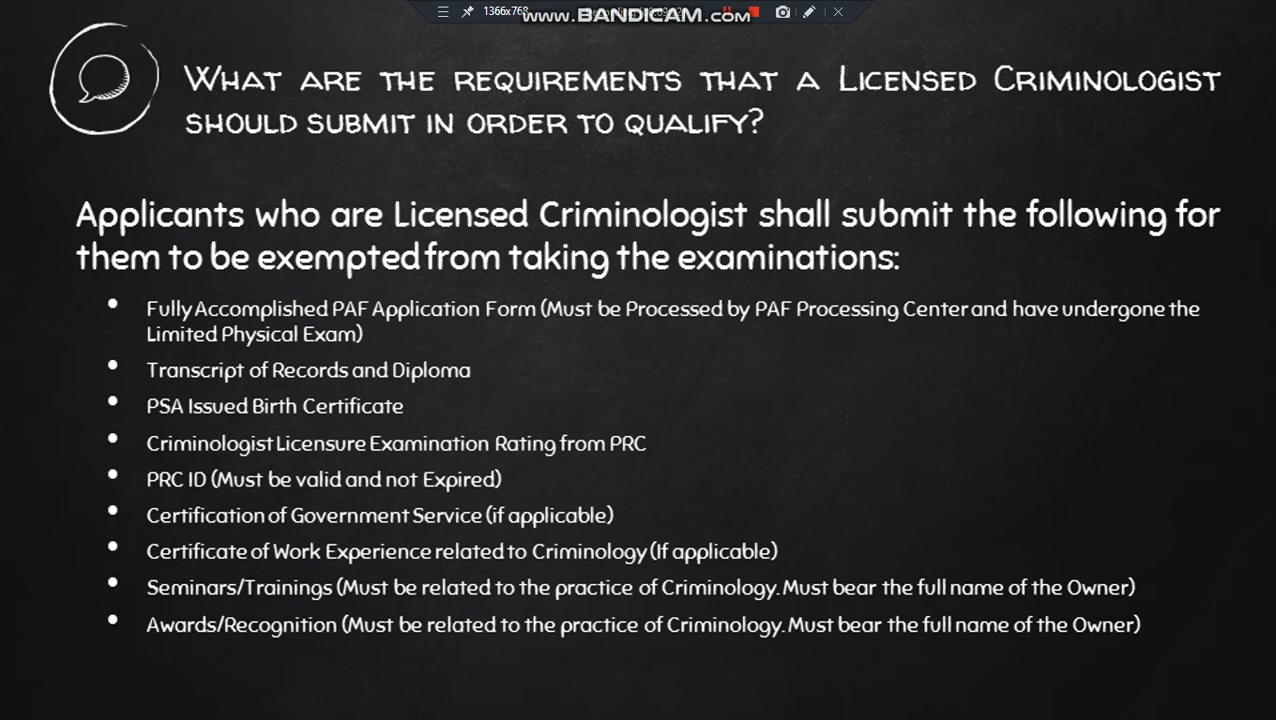 1366x768
www.BANDICAM.com
What are the requirements that a Licensed Criminologist
should submit in order to qualify?
Applicants who are Licensed Criminologist shall submit the following for
them to be exempted from taking the examinations:
• Fully Accomplished PAF Application Form (Must be Processed by PAF Processing Center and have undergone the
Limited Physical Exam)
• Transcript of Records and Diploma
• PSA Issued Birth Certificate
• Criminologist Licensure Examination Rating from PRC
• PRC ID (Must be valid and not Expired)
• Certification of Government Service (if applicable)
• Certificate of Work Experience related to Criminology (If applicable)
• Seminars/Trainings (Must be related to the practice of Criminology. Must bear the full name of the Owner)
• Awards/Recognition (Must be related to the practice of Criminology. Must bear the full name of the Owner)